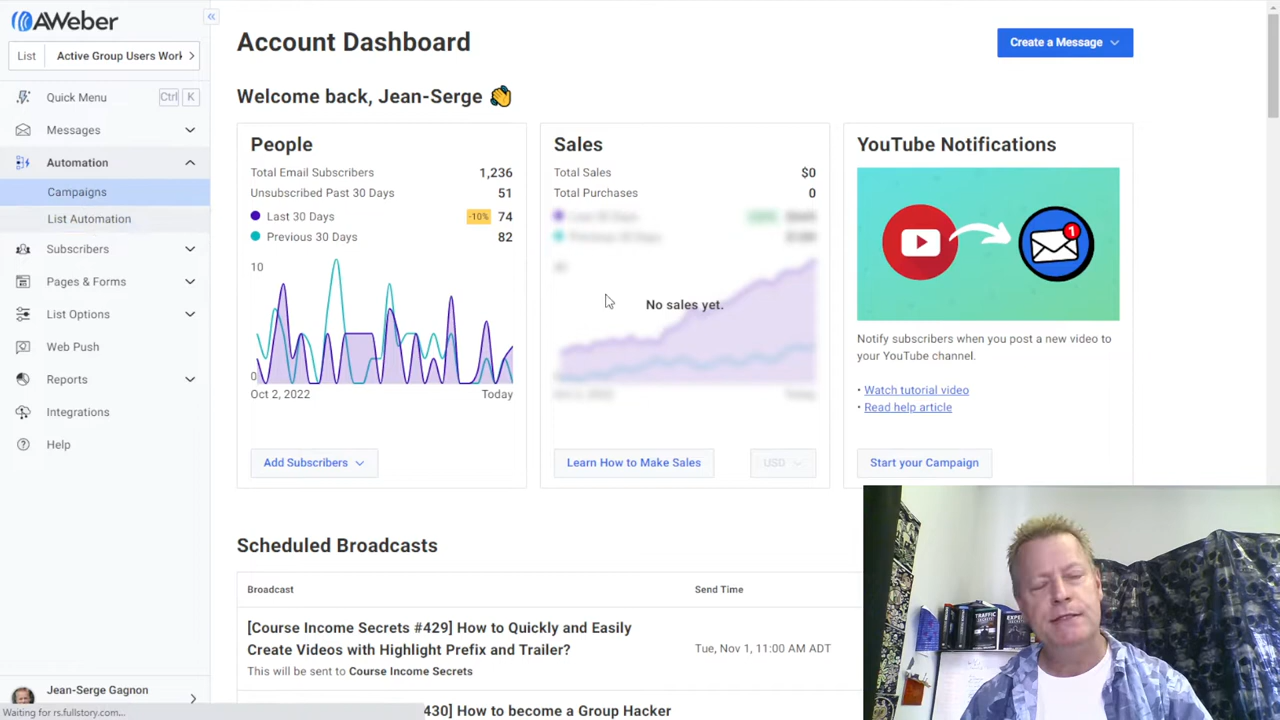 AWeber
List
Active Group Users Work
Quick Menu
Ctrl K
Messages
Automation
Campaigns
List Automation
Subscribers
Pages & Forms
List Options
Web Push
Reports
Integrations
Help
Jean-Serge Gagnon
Waiting for rs.fullstory.com...
Account Dashboard
Create a Message
Welcome back, Jean-Serge 👋
People
Total Email Subscribers 1,236
Unsubscribed Past 30 Days 51
Last 30 Days -10% 74
Previous 30 Days 82
10
0
Oct 2, 2022 Today
Add Subscribers
Sales
Total Sales $0
Total Purchases 0
No sales yet.
Learn How to Make Sales
USD
YouTube Notifications
1
Notify subscribers when you post a new video to
your YouTube channel.
• Watch tutorial video
• Read help article
Start your Campaign
Scheduled Broadcasts
Broadcast Send Time
[Course Income Secrets #429] How to Quickly and Easily
Create Videos with Highlight Prefix and Trailer?
Tue, Nov 1, 11:00 AM ADT
This will be sent to Course Income Secrets
430] How to become a Group Hacker
TRAFFIC